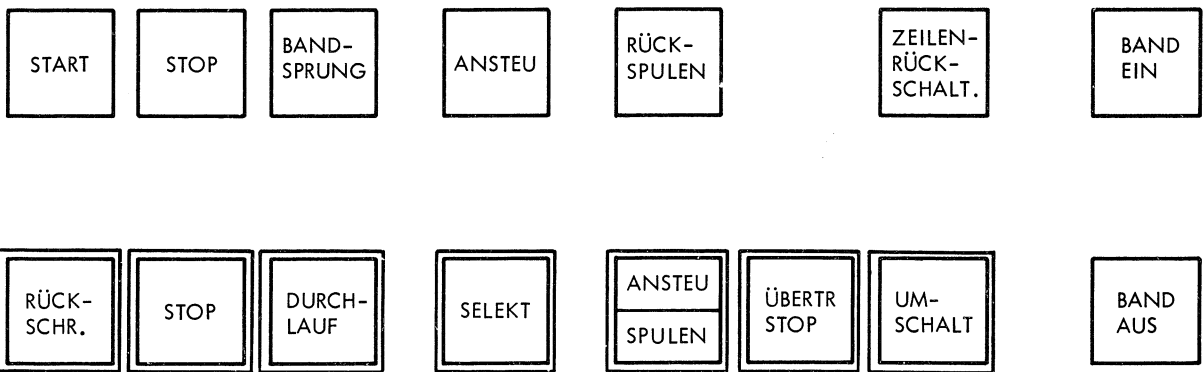 START
STOP
BAND-
SPRUNG
ANSTEU
RÜCK-
SPULEN
ZEILEN-
RÜCK-
SCHALT.
BAND
EIN
RÜCK-
SCHR.
STOP
DURCH-
LAUF
SELEKT
ANSTEU
SPULEN
ÜBERTR
STOP
UM-
SCHALT
BAND
AUS